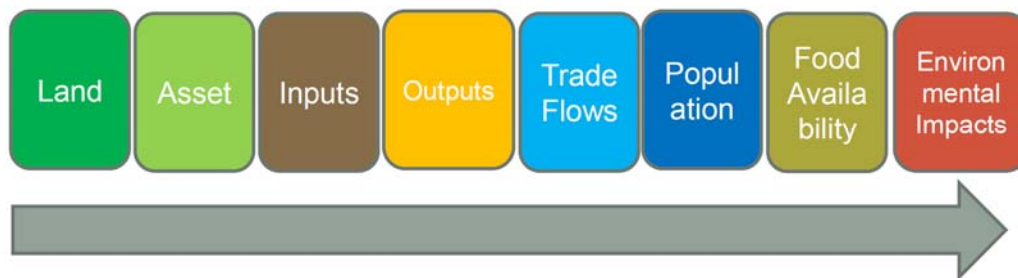 Land
Asset
Inputs
Outputs
Trade
Flows
Popul
ation
Food
Availa
bility
Environ
mental
Impacts